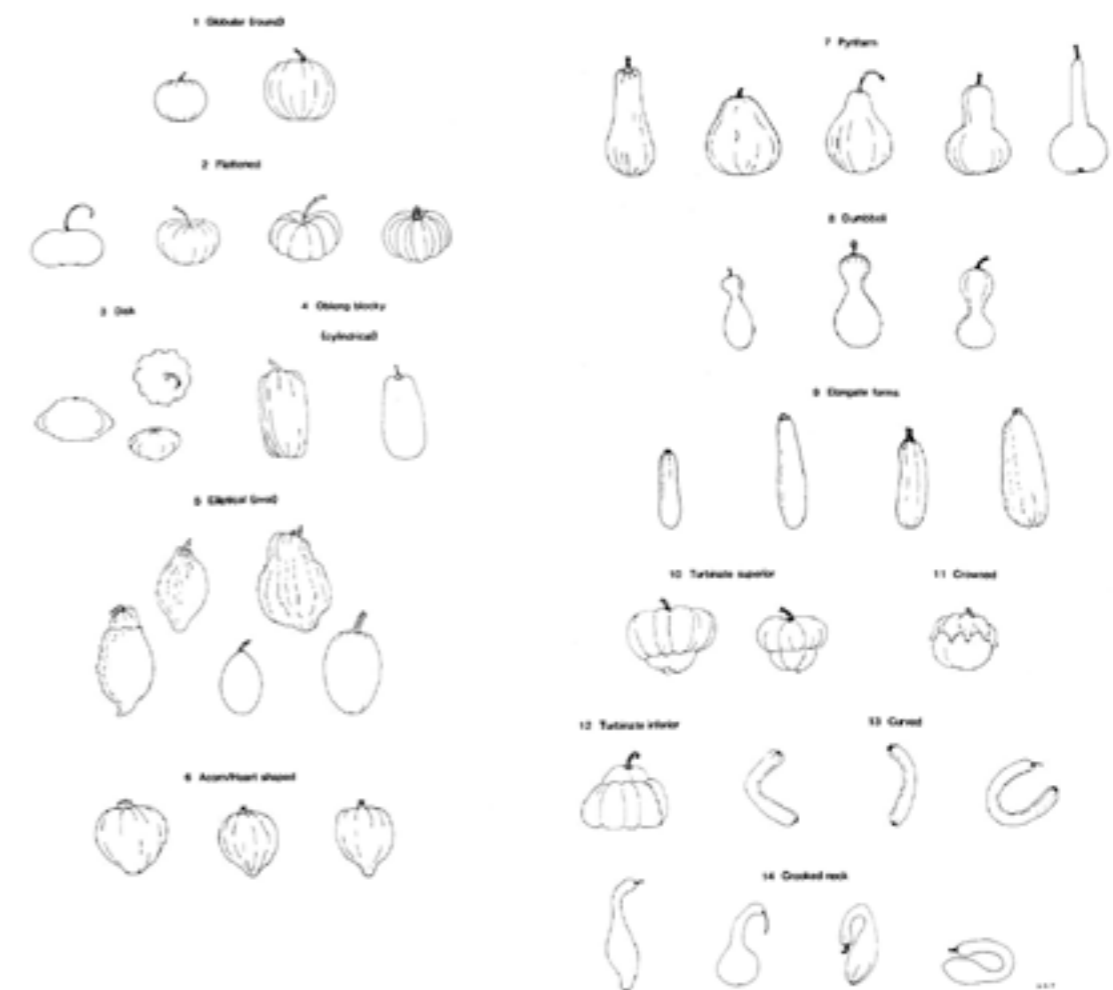 1 Globular (round)
2 Flattened
3 Disk
4 Oblong blocky
(cylindrical)
5 Elliptical (oval)
6 Acorn/Heart shaped
7 Pyriform
8 Dumbbell
9 Elongate forms
10 Turbinate superior
11 Crowned
12 Turbinate inferior
13 Curved
14 Crooked neck